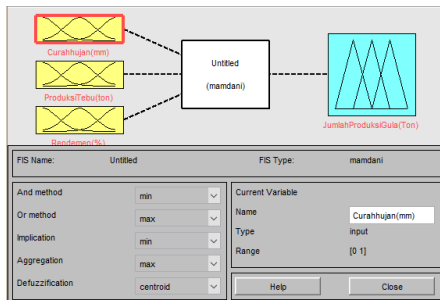 Curahhujan(mm)
Untitled
(mamdani)
ProduksiTebu(ton)
Rendemen(%)
JumlahProduksiGula(Ton)
FIS Name: Untitled FIS Type: mamdani
And method min
Or method max
Implication min
Aggregation max
Defuzzification centroid
Current Variable
Name Curahhujan(mm)
Type input
Range [0 1]
Help Close